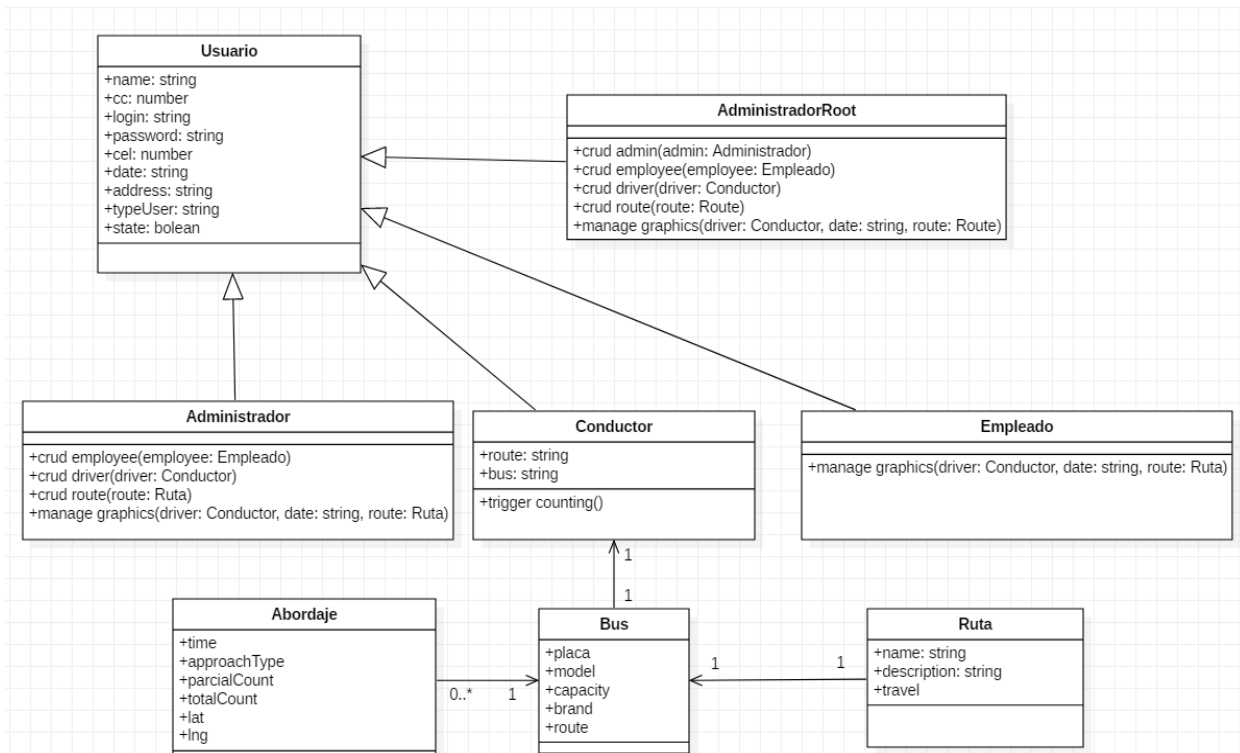 Usuario
+name: string
+cc: number
+login: string
+password: string
+cel: number
+date: string
+address: string
+typeUser: string
+state: bolean
AdministradorRoot
+crud admin(admin: Administrador)
+crud employee(employee: Empleado)
+crud driver(driver: Conductor)
+crud route(route: Route)
+manage graphics(driver: Conductor, date: string, route: Route)
Administrador
+crud employee(employee: Empleado)
+crud driver(driver: Conductor)
+crud route(route: Ruta)
+manage graphics(driver: Conductor, date: string, route: Ruta)
Conductor
+route: string
+bus: string
+trigger counting()
Empleado
+manage graphics(driver: Conductor, date: string, route: Ruta)
1
1
Abordaje
+time
+approachType
+parcialCount
+totalCount
+lat
+lng
0..*
1
Bus
+placa
+model
+capacity
+brand
+route
1
1
Ruta
+name: string
+description: string
+travel